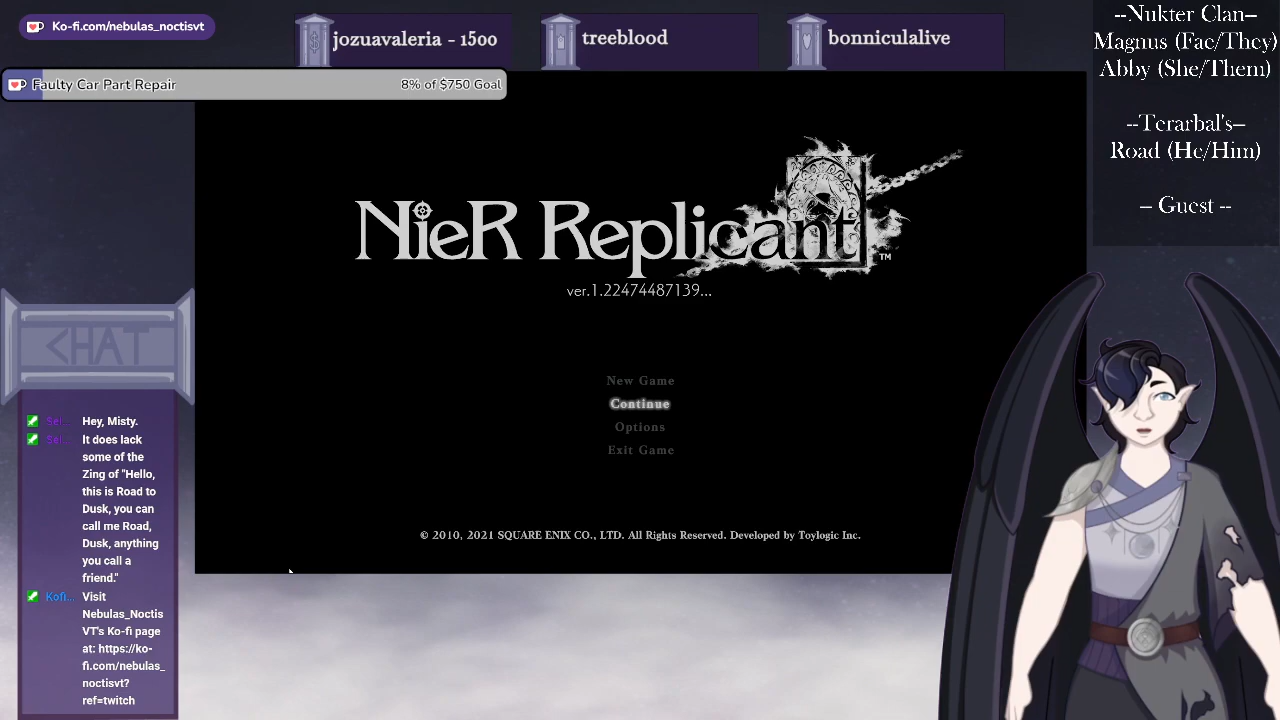 Ko-fi.com/nebulas_noctisvt
jozuavaleria - 1500
treeblood
bonniculalive
Faulty Car Part Repair
8% of $750 Goal
--Nukter Clan--
Magnus (Fae/They)
Abby (She/Them)
--Terarbal's--
Road (He/Him)
-- Guest --
NieR Replicant™
ver.1.22474487139...
New Game
Continue
Options
Exit Game
© 2010, 2021 SQUARE ENIX CO., LTD. All Rights Reserved. Developed by Toylogic Inc.
CHAT
Sel... Hey, Misty.
Sel... It does lack
some of the
Zing of "Hello,
this is Road to
Dusk, you can
call me Road,
Dusk, anything
you call a
friend."
Kofi... Visit
Nebulas_Noctis
VT's Ko-fi page
at: https://ko-
fi.com/nebulas_
noctisvt?
ref=twitch